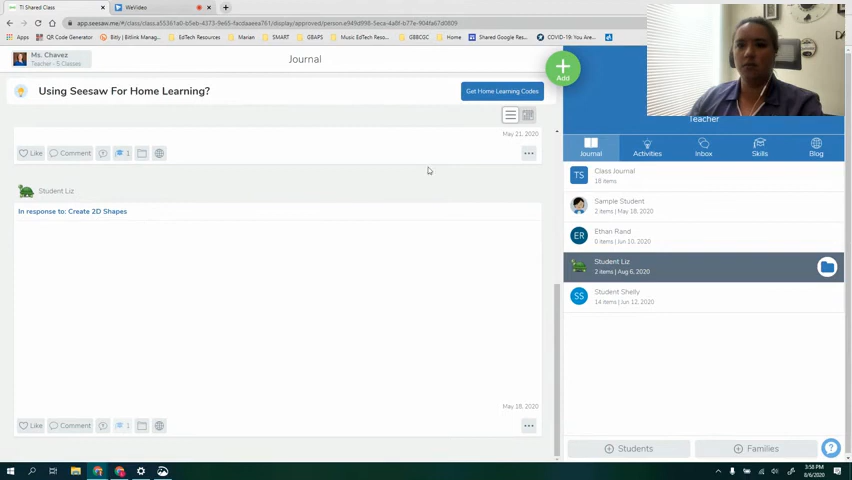 TI Shared Class
WeVideo
app.seesaw.me/#/class/class.a55361a0-b5eb-4373-9e65-facdaaeea761/display/approved/person.e949d998-5eca-4a8f-b77e-904fa67d0809
Apps
QR Code Generator
Bitly | Bitlink Mana...
EdTech Resources
Marian
SMART
GBAPS
Music EdTech Reso...
GBBCGC
Home
Shared Google Res...
COVID-19: You Are...
Ms. Chavez
Teacher - 5 Classes
Journal
Add
Using Seesaw For Home Learning?
Get Home Learning Codes
Teacher
Journal
Activities
Inbox
Skills
Blog
May 21, 2020
Like
Comment
1
TS
Class Journal
18 items
Student Liz
Sample Student
2 items | May 18, 2020
In response to: Create 2D Shapes
ER
Ethan Rand
0 items | Jun 10, 2020
Student Liz
2 items | Aug 6, 2020
SS
Student Shelly
14 items | Jun 12, 2020
May 18, 2020
Like
Comment
1
Students
Families
?
3:58 PM
8/6/2020